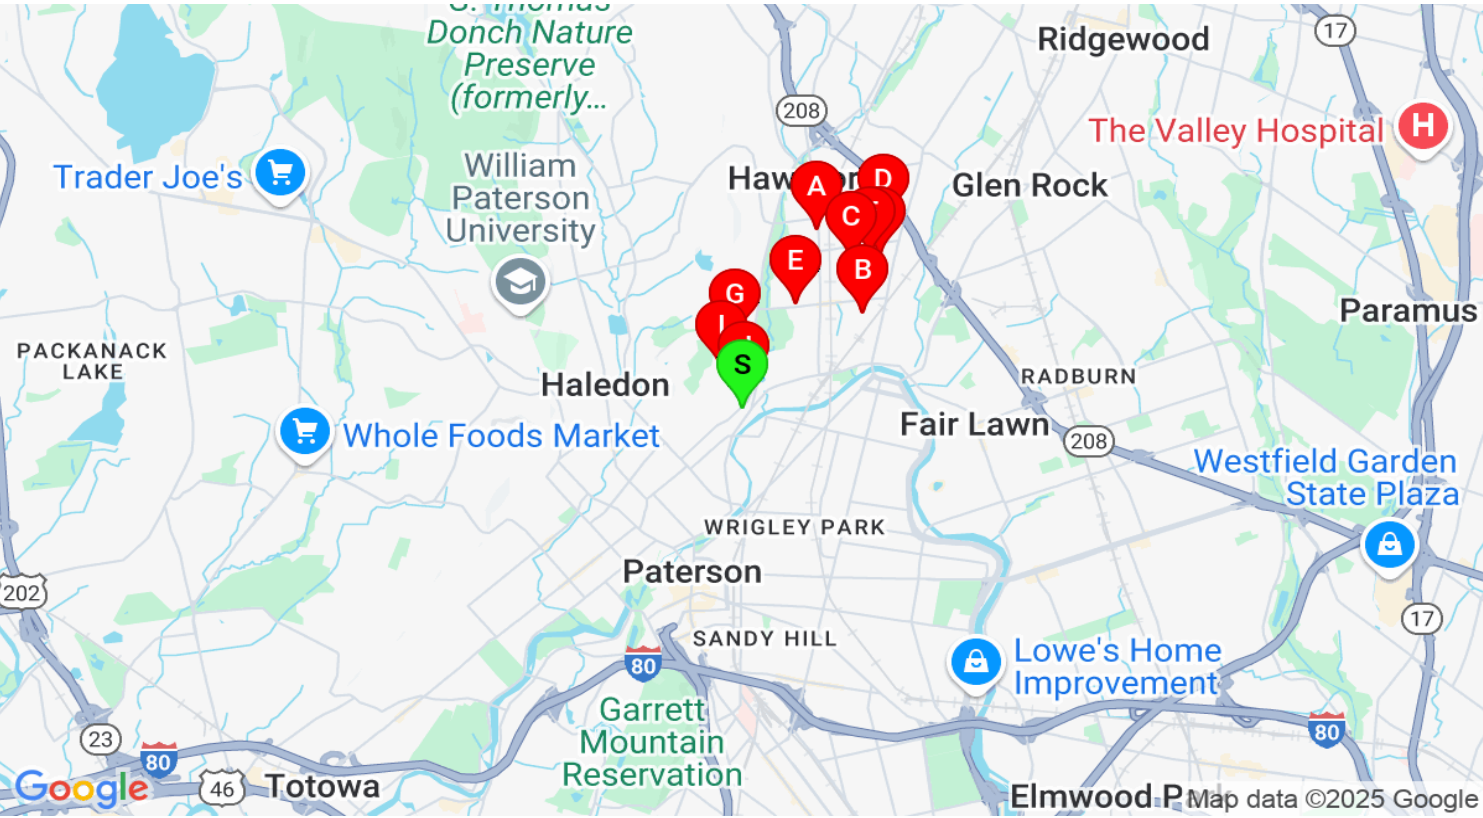 S. Thomas
Donch Nature
Preserve
(formerly...
Ridgewood
17
208
The Valley Hospital
H
Trader Joe's
William
Paterson
University
A
D
Glen Rock
C
E
B
G
S
Paramus
PACKANACK
LAKE
Haledon
RADBURN
Fair Lawn
208
Whole Foods Market
Westfield Garden
State Plaza
WRIGLEY PARK
Paterson
202
17
SANDY HILL
80
Lowe's Home
Improvement
Garrett
Mountain
Reservation
23
80
80
Google
46
Totowa
Elmwood
Map data ©2025 Google